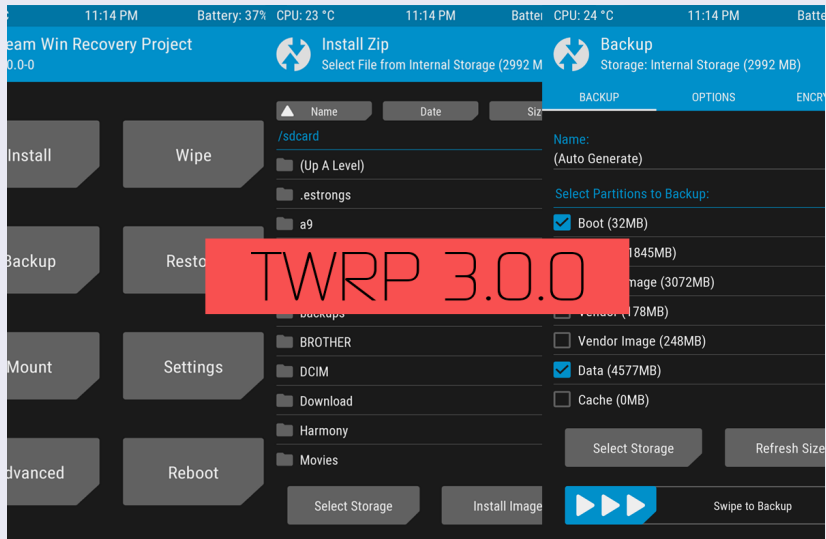 11:14 PM Battery: 37%
eam Win Recovery Project
0.0-0
Install Wipe
Backup Resto
Mount Settings
dvanced Reboot
CPU: 23 °C 11:14 PM Batte
Install Zip
Select File from Internal Storage (2992 M
Name Date Siz
/sdcard
(Up A Level)
.estrongs
a9
backups
BROTHER
DCIM
Download
Harmony
Movies
Select Storage Install Image
CPU: 24 °C 11:14 PM Batte
Backup
Storage: Internal Storage (2992 MB)
BACKUP OPTIONS ENCRY
Name:
(Auto Generate)
Select Partitions to Backup:
Boot (32MB)
1845MB)
mage (3072MB)
Vendor (178MB)
Vendor Image (248MB)
Data (4577MB)
Cache (0MB)
Select Storage Refresh Size
Swipe to Backup
TWRP 3.0.0